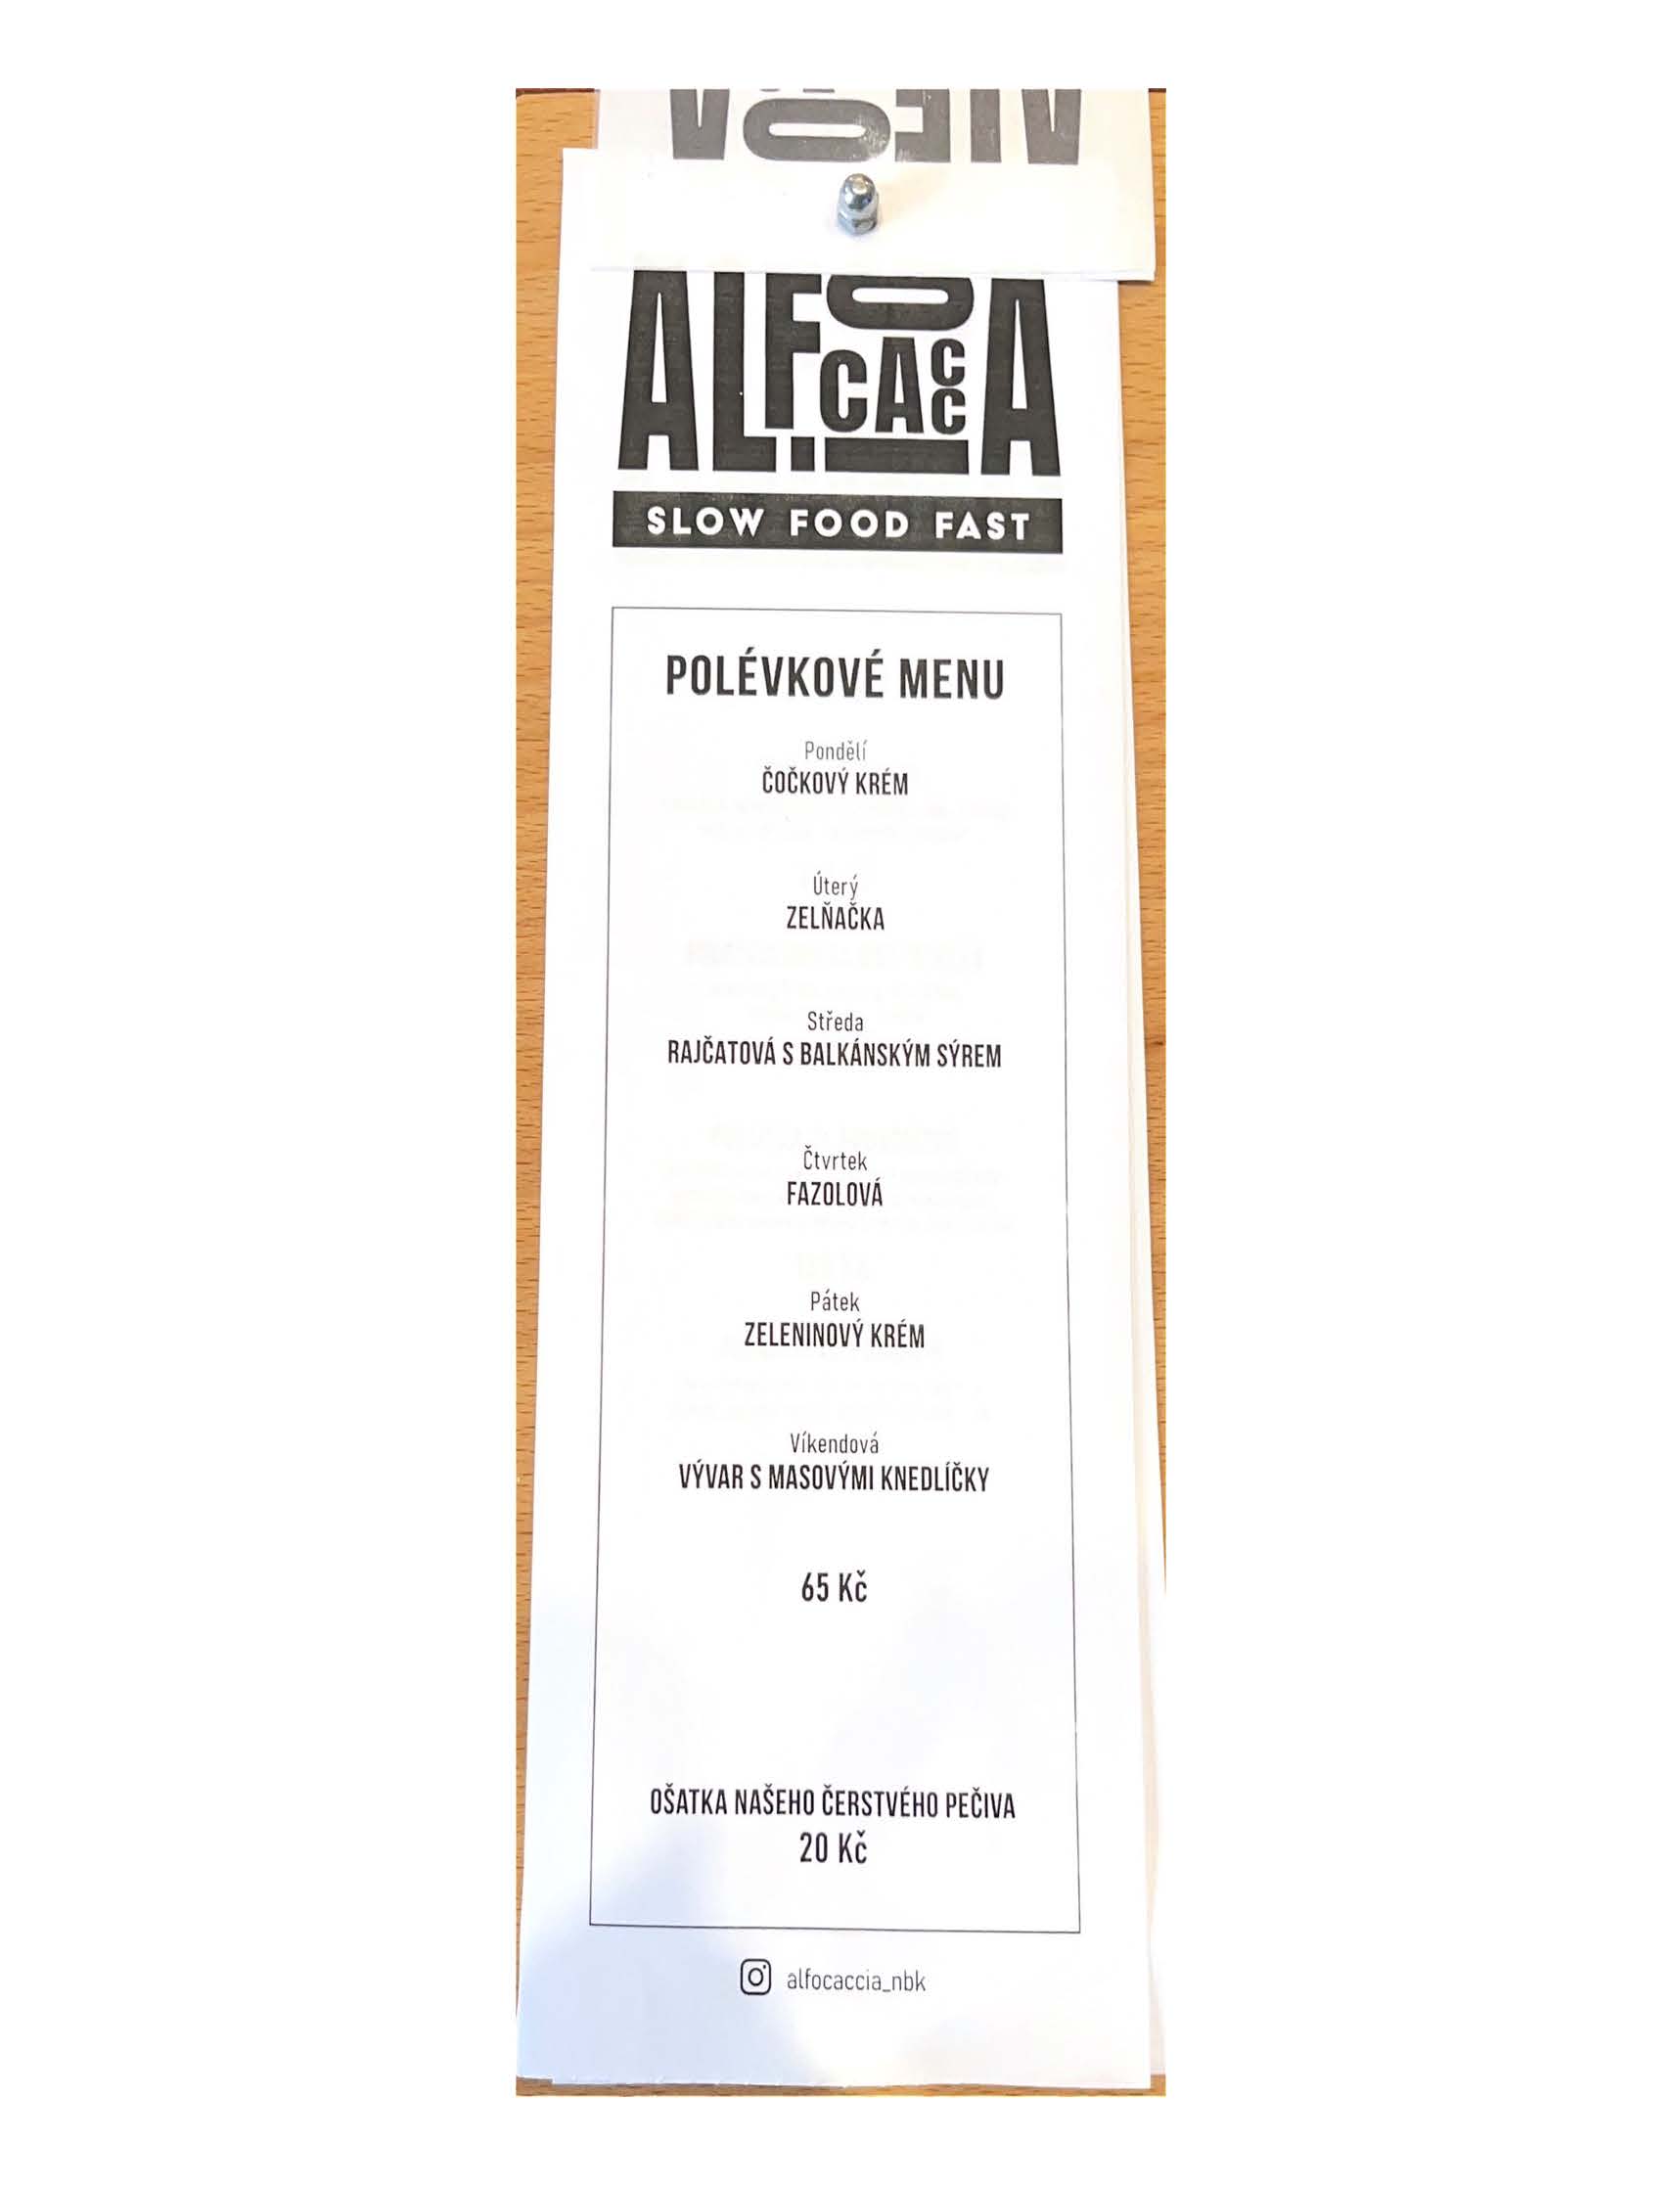 ALFOCACCIA
SLOW FOOD FAST
POLÉVKOVÉ MENU
Pondělí
ČOČKOVÝ KRÉM
Úterý
ZELŇAČKA
Středa
RAJČATOVÁ S BALKÁNSKÝM SÝREM
Čtvrtek
FAZOLOVÁ
Pátek
ZELENINOVÝ KRÉM
Víkendová
VÝVAR S MASOVÝMI KNEDLÍČKY
65 Kč
OŠATKA NAŠEHO ČERSTVÉHO PEČIVA
20 Kč
alfocaccia_nbk